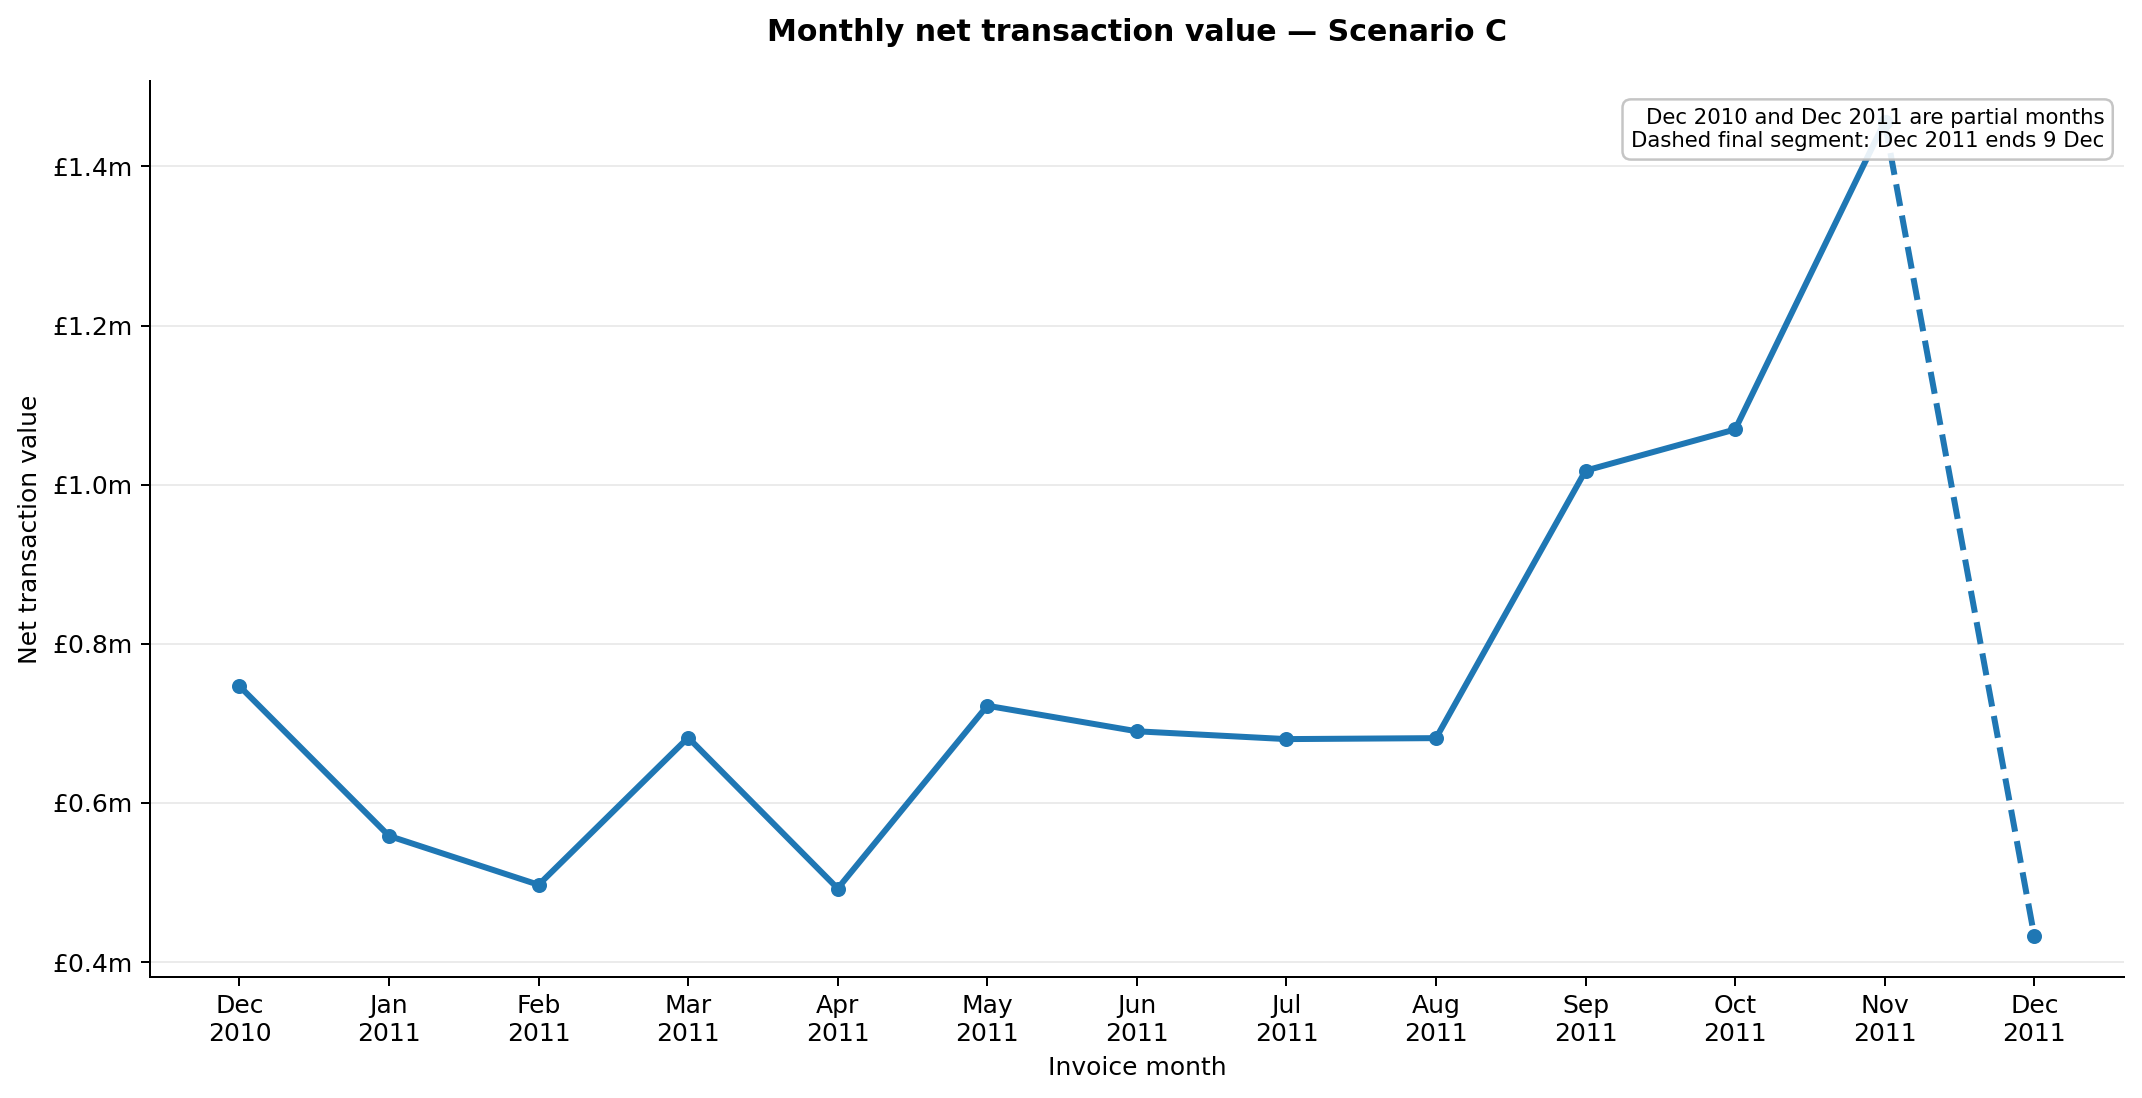 Monthly net transaction value — Scenario C
Dec 2010 and Dec 2011 are partial months
Dashed final segment: Dec 2011 ends 9 Dec
£1.4m
£1.2m
£1.0m
£0.8m
£0.6m
£0.4m
Net transaction value
Dec Jan Feb Mar Apr May Jun Jul Aug Sep Oct Nov Dec
2010 2011 2011 2011 2011 2011 2011 2011 2011 2011 2011 2011 2011
Invoice month